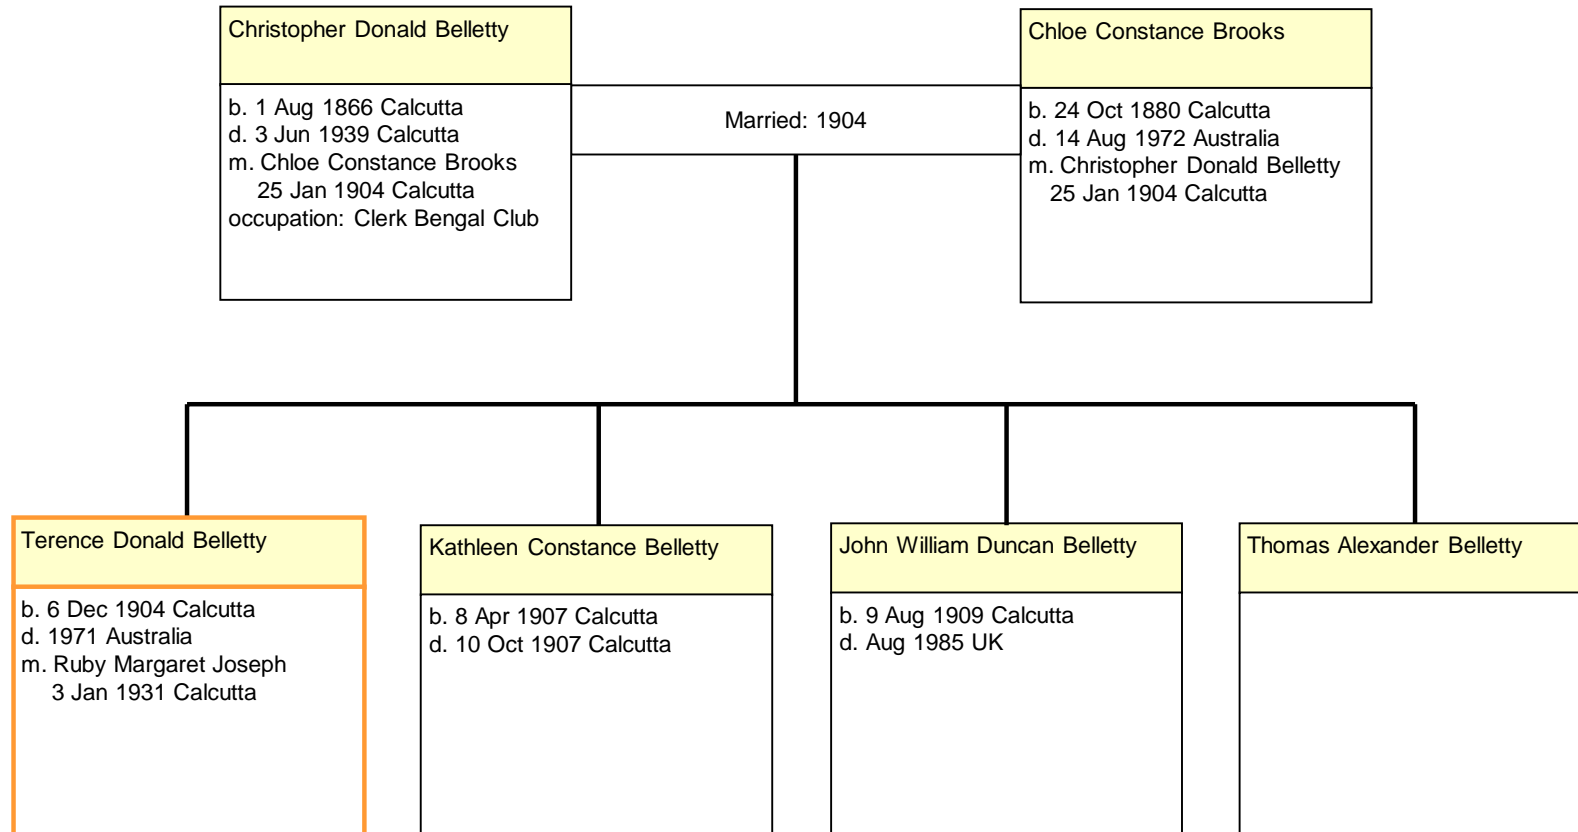 Christopher Donald Belletty
b. 1 Aug 1866 Calcutta
d. 3 Jun 1939 Calcutta
m. Chloe Constance Brooks
25 Jan 1904 Calcutta
occupation: Clerk Bengal Club
Married: 1904
Chloe Constance Brooks
b. 24 Oct 1880 Calcutta
d. 14 Aug 1972 Australia
m. Christopher Donald Belletty
25 Jan 1904 Calcutta
Terence Donald Belletty
b. 6 Dec 1904 Calcutta
d. 1971 Australia
m. Ruby Margaret Joseph
3 Jan 1931 Calcutta
Kathleen Constance Belletty
b. 8 Apr 1907 Calcutta
d. 10 Oct 1907 Calcutta
John William Duncan Belletty
b. 9 Aug 1909 Calcutta
d. Aug 1985 UK
Thomas Alexander Belletty